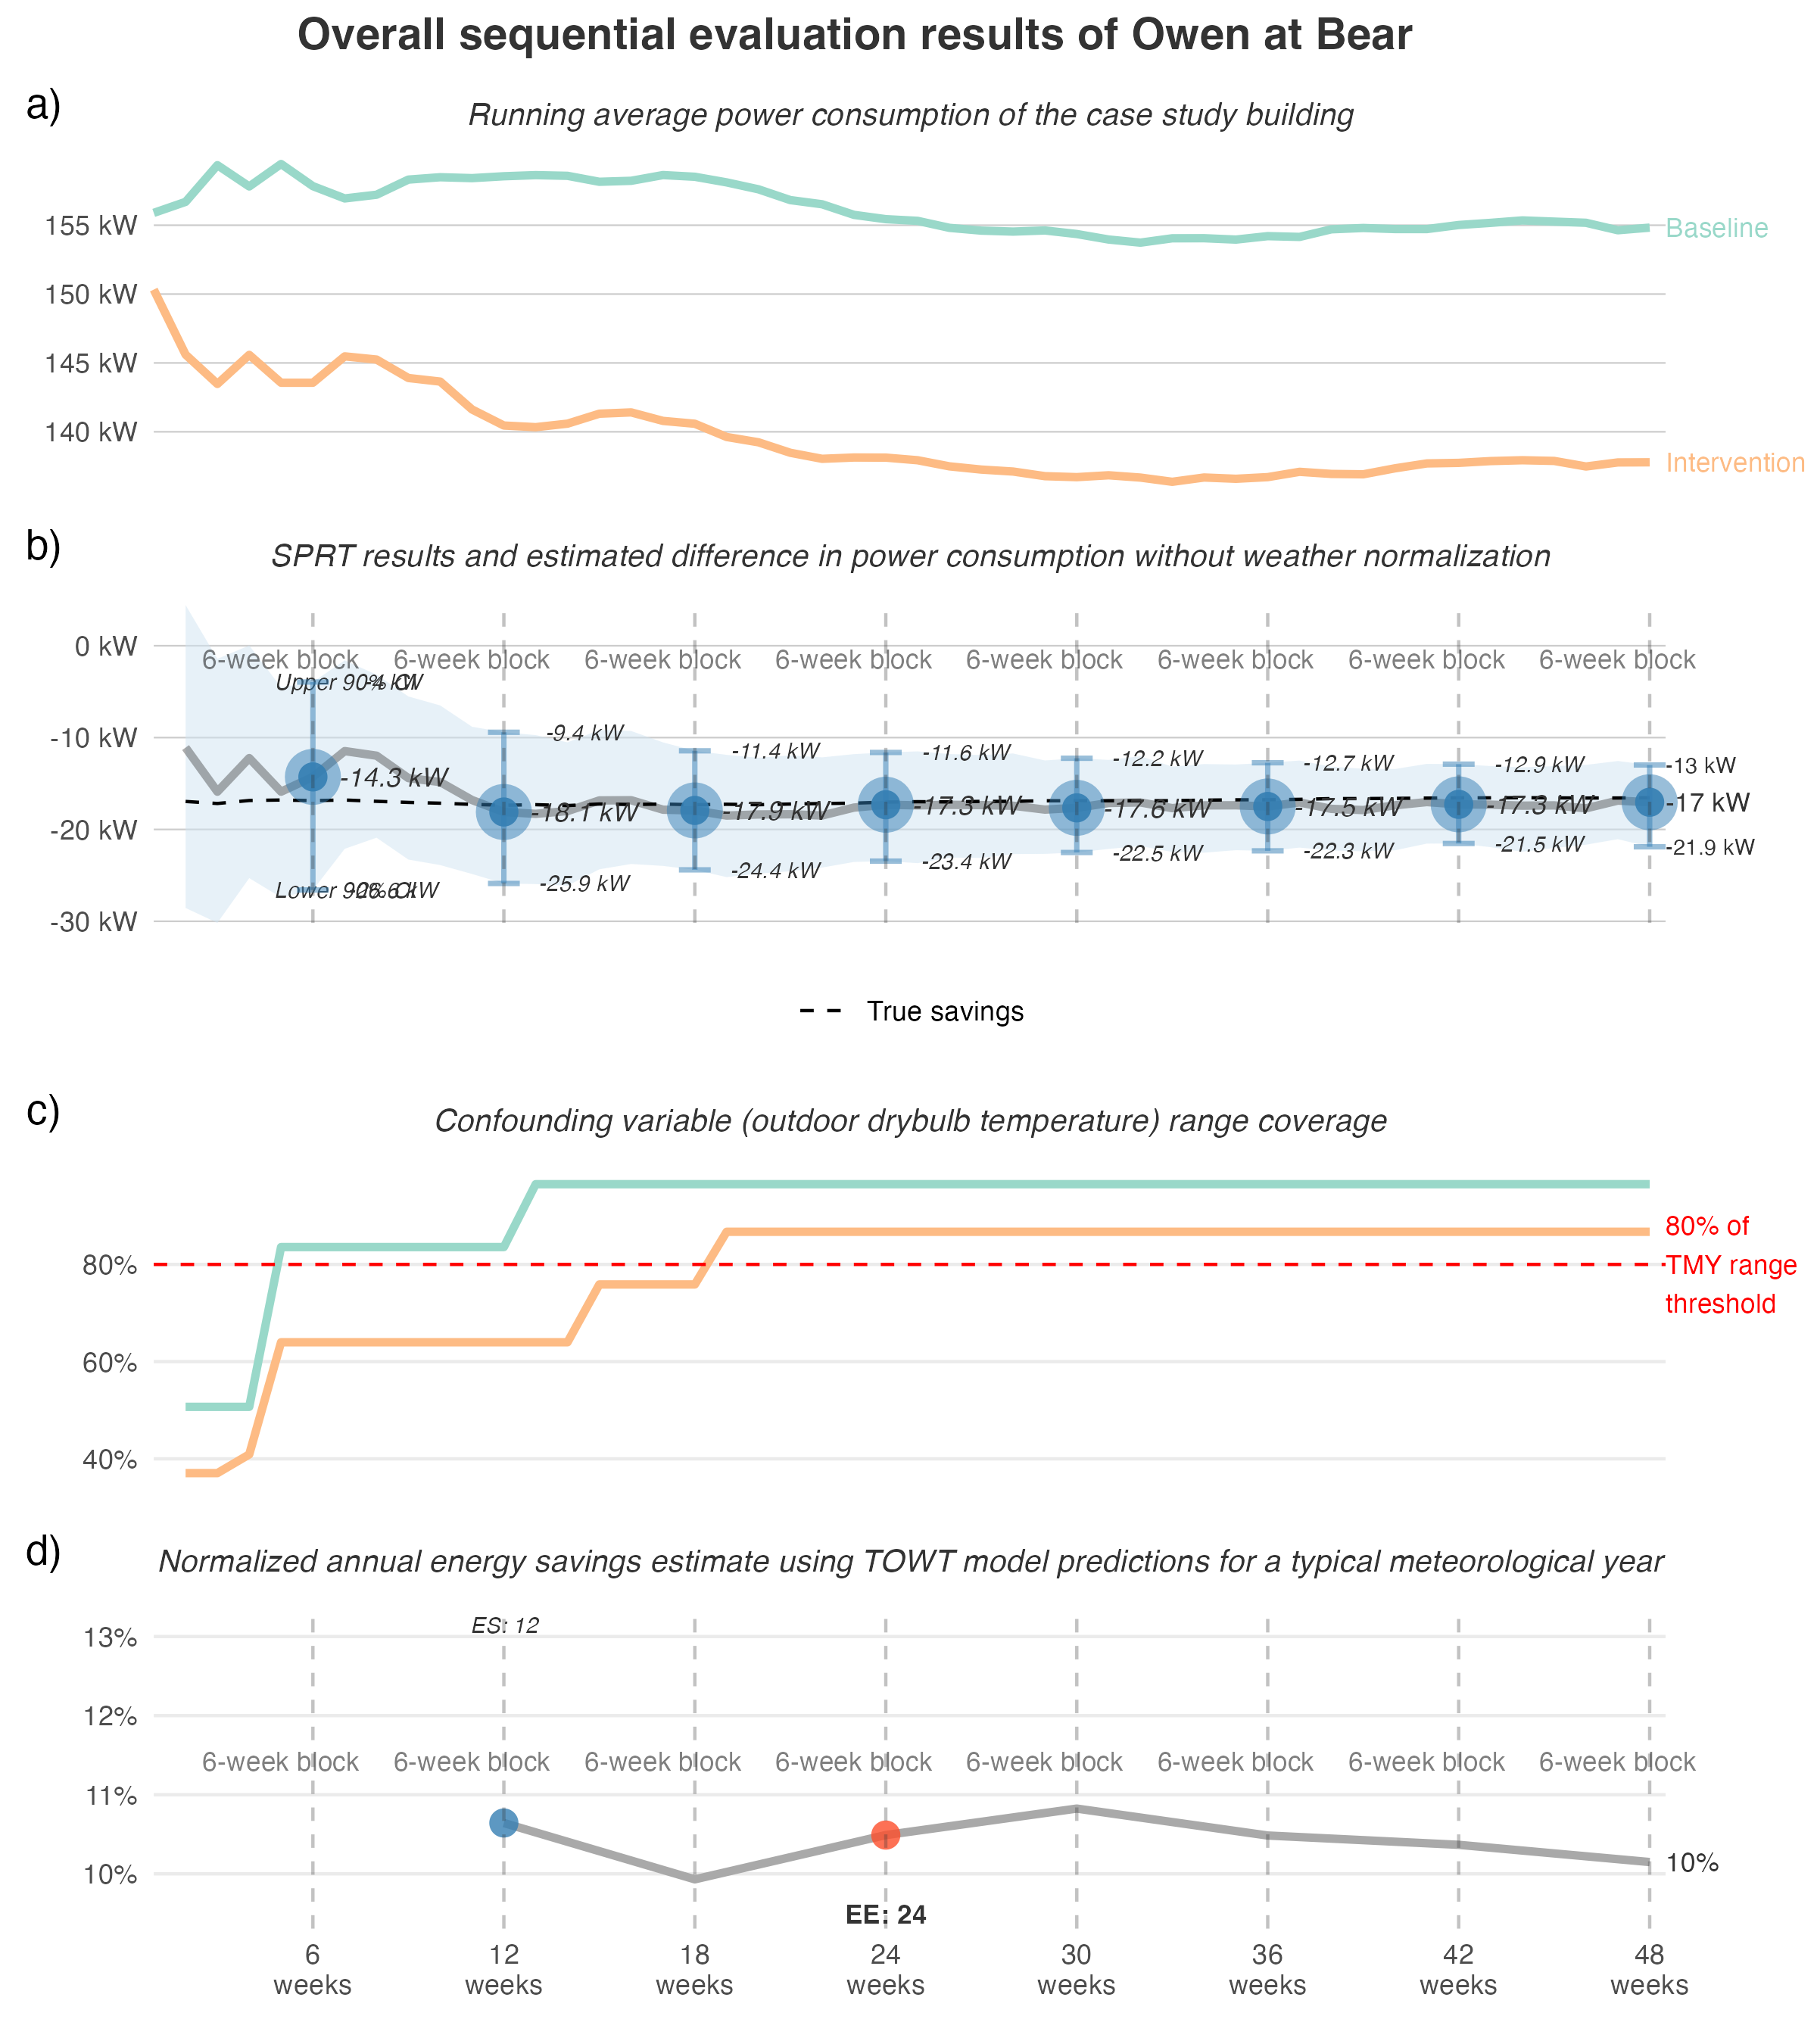 Overall sequential evaluation results of Owen at Bear
a)
Running average power consumption of the case study building
155 kW
150 kW
145 kW
140 kW
Baseline
Intervention
b)
SPRT results and estimated difference in power consumption without weather normalization
0 kW
-10 kW
-20 kW
-30 kW
6-week block 6-week block 6-week block 6-week block 6-week block 6-week block 6-week block 6-week block
Upper 90% CI -4 kW
-9.4 kW -11.4 kW -11.6 kW -12.2 kW -12.7 kW -12.9 kW -13 kW
-14.3 kW -18.1 kW -17.9 kW -17.3 kW -17.6 kW -17.5 kW -17.3 kW -17 kW
Lower 90% CI -26.6 kW
-25.9 kW -24.4 kW -23.4 kW -22.5 kW -22.3 kW -21.5 kW -21.9 kW
True savings
c)
Confounding variable (outdoor drybulb temperature) range coverage
80%
60%
40%
80% of
TMY range
threshold
d)
Normalized annual energy savings estimate using TOWT model predictions for a typical meteorological year
ES: 12
13%
12%
11%
10%
6-week block 6-week block 6-week block 6-week block 6-week block 6-week block 6-week block 6-week block
10%
EE: 24
6 12 18 24 30 36 42 48
weeks weeks weeks weeks weeks weeks weeks weeks